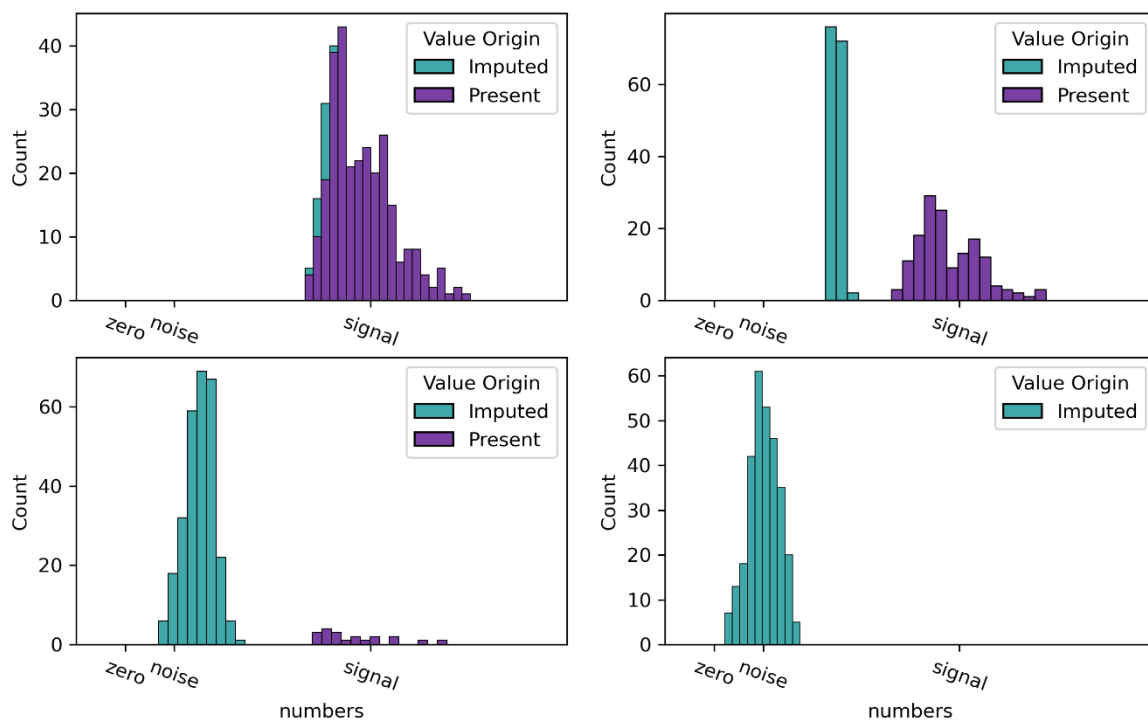 Count
40
30
20
10
0
Value Origin
Imputed
Present
zero
noise
signal
Count
60
40
20
0
Value Origin
Imputed
Present
zero
noise
signal
Count
60
40
20
0
Value Origin
Imputed
Present
zero
noise
signal
numbers
Count
60
50
40
30
20
10
0
Value Origin
Imputed
zero
noise
signal
numbers